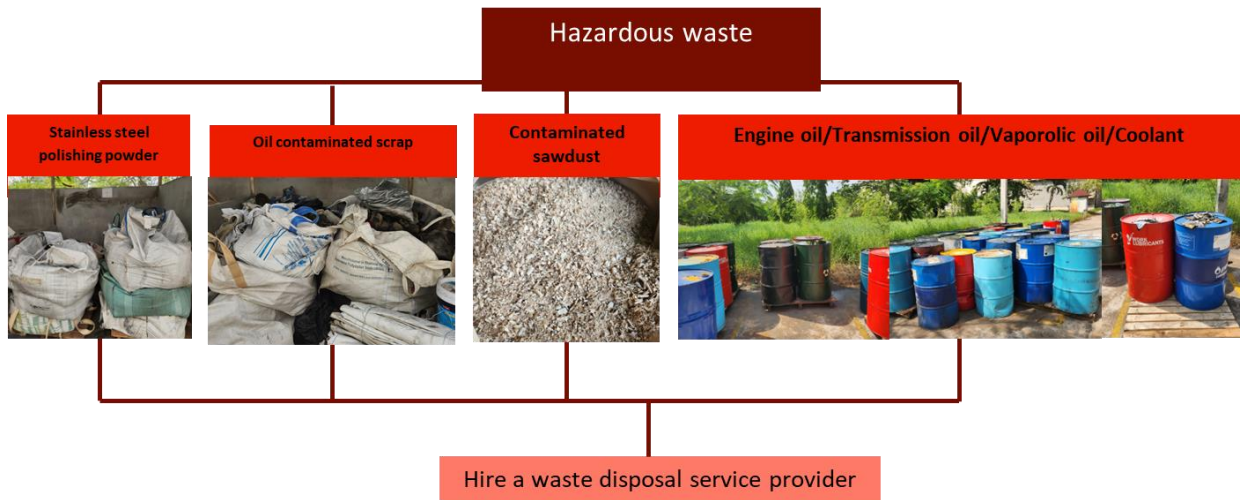 Hazardous waste
Stainless steel
polishing powder
Oil contaminated scrap
Contaminated
sawdust
Engine oil/Transmission oil/Vaporolic oil/Coolant
LUBRICANTS
Hire a waste disposal service provider